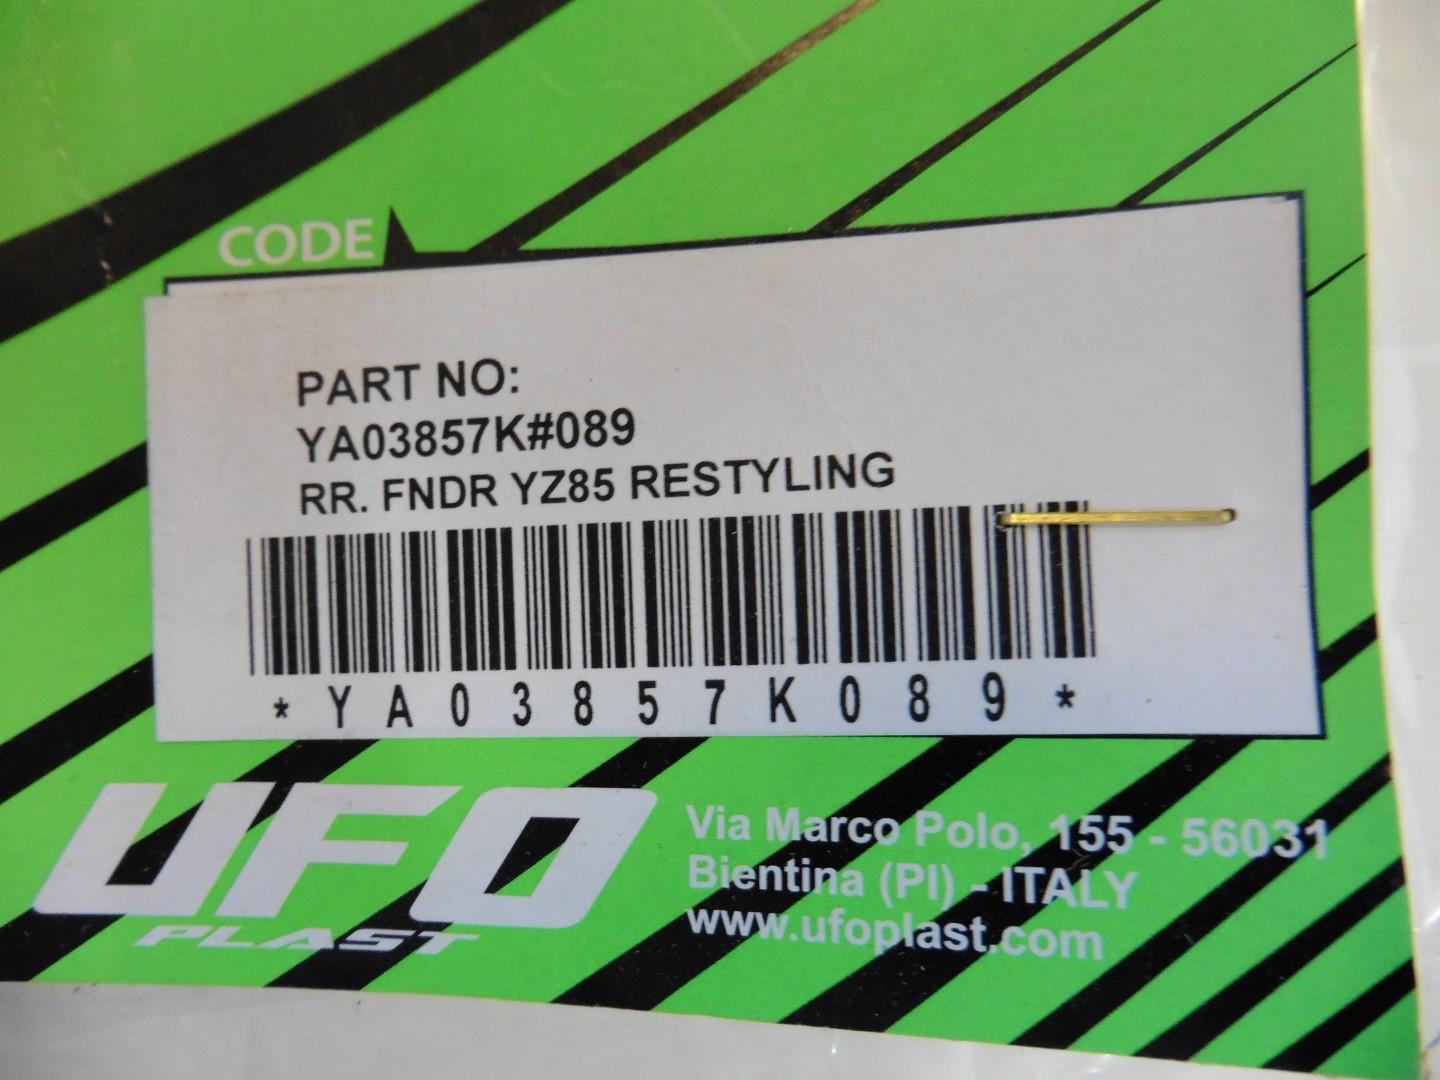 CODE
PART NO:
YA03857K#089
RR. FNDR YZ85 RESTYLING
*YA03857K089*
UFO
PLAST
Via Marco Polo, 155 - 56031
Bientina (PI) - ITALY
www.ufoplast.com